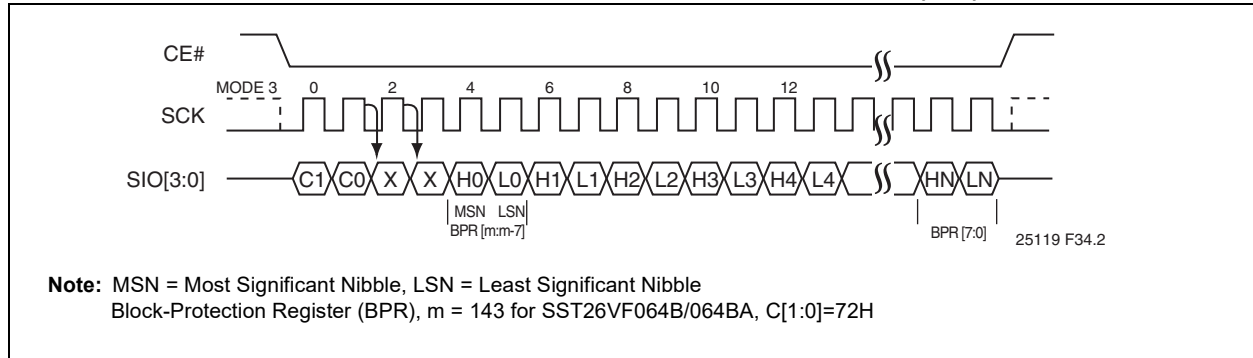 CE#
MODE 3 0 2 4 6 8 10 12
SCK
SIO[3:0] C1 C0 X X H0 L0 H1 L1 H2 L2 H3 L3 H4 L4 HN LN
MSN LSN
BPR [m:m-7] BPR [7:0]
25119 F34.2
Note: MSN = Most Significant Nibble, LSN = Least Significant Nibble
Block-Protection Register (BPR), m = 143 for SST26VF064B/064BA, C[1:0]=72H